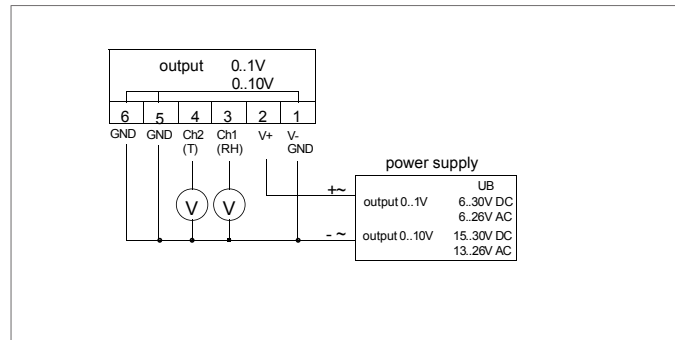 output 0..1V
0..10V
6 5 4 3 2 1
GND GND Ch2 Ch1 V+ V-
(T) (RH) GND
power supply
UB
+~ output 0..1V 6..30V DC
6..26V AC
V V
- ~ output 0..10V 15..30V DC
13..26V AC